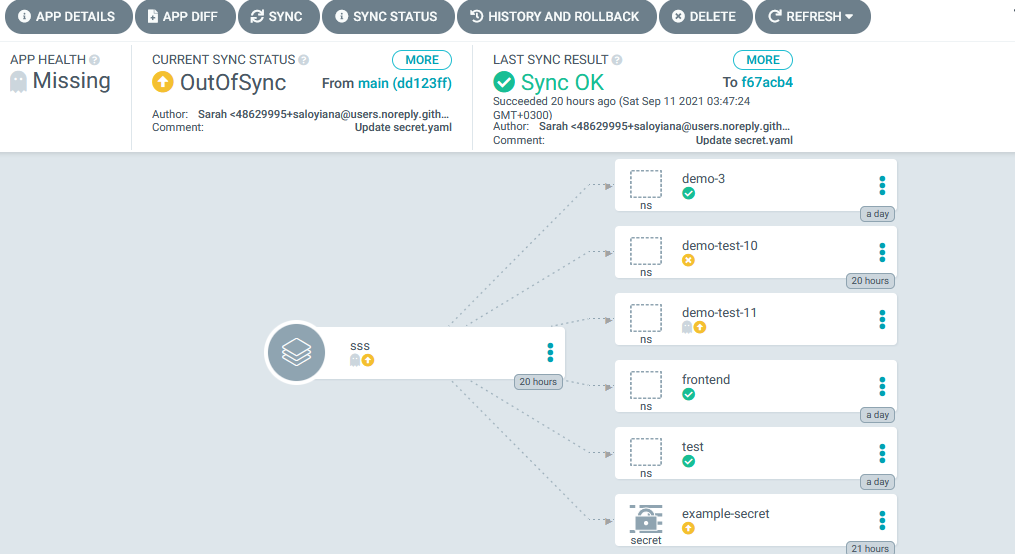 APP DETAILS APP DIFF SYNC SYNC STATUS HISTORY AND ROLLBACK DELETE REFRESH
APP HEALTH
Missing
CURRENT SYNC STATUS MORE
OutOfSync From main (dd123ff)
Author: Sarah <48629995+saloyiana@users.noreply.gith...
Comment: Update secret.yaml
LAST SYNC RESULT MORE
Sync OK To f67acb4
Succeeded 20 hours ago (Sat Sep 11 2021 03:47:24
GMT+0300)
Author: Sarah <48629995+saloyiana@users.noreply.gith...
Comment: Update secret.yaml
sss
20 hours
demo-3
ns
a day
demo-test-10
ns
20 hours
demo-test-11
ns
frontend
ns
a day
test
ns
a day
example-secret
secret
21 hours